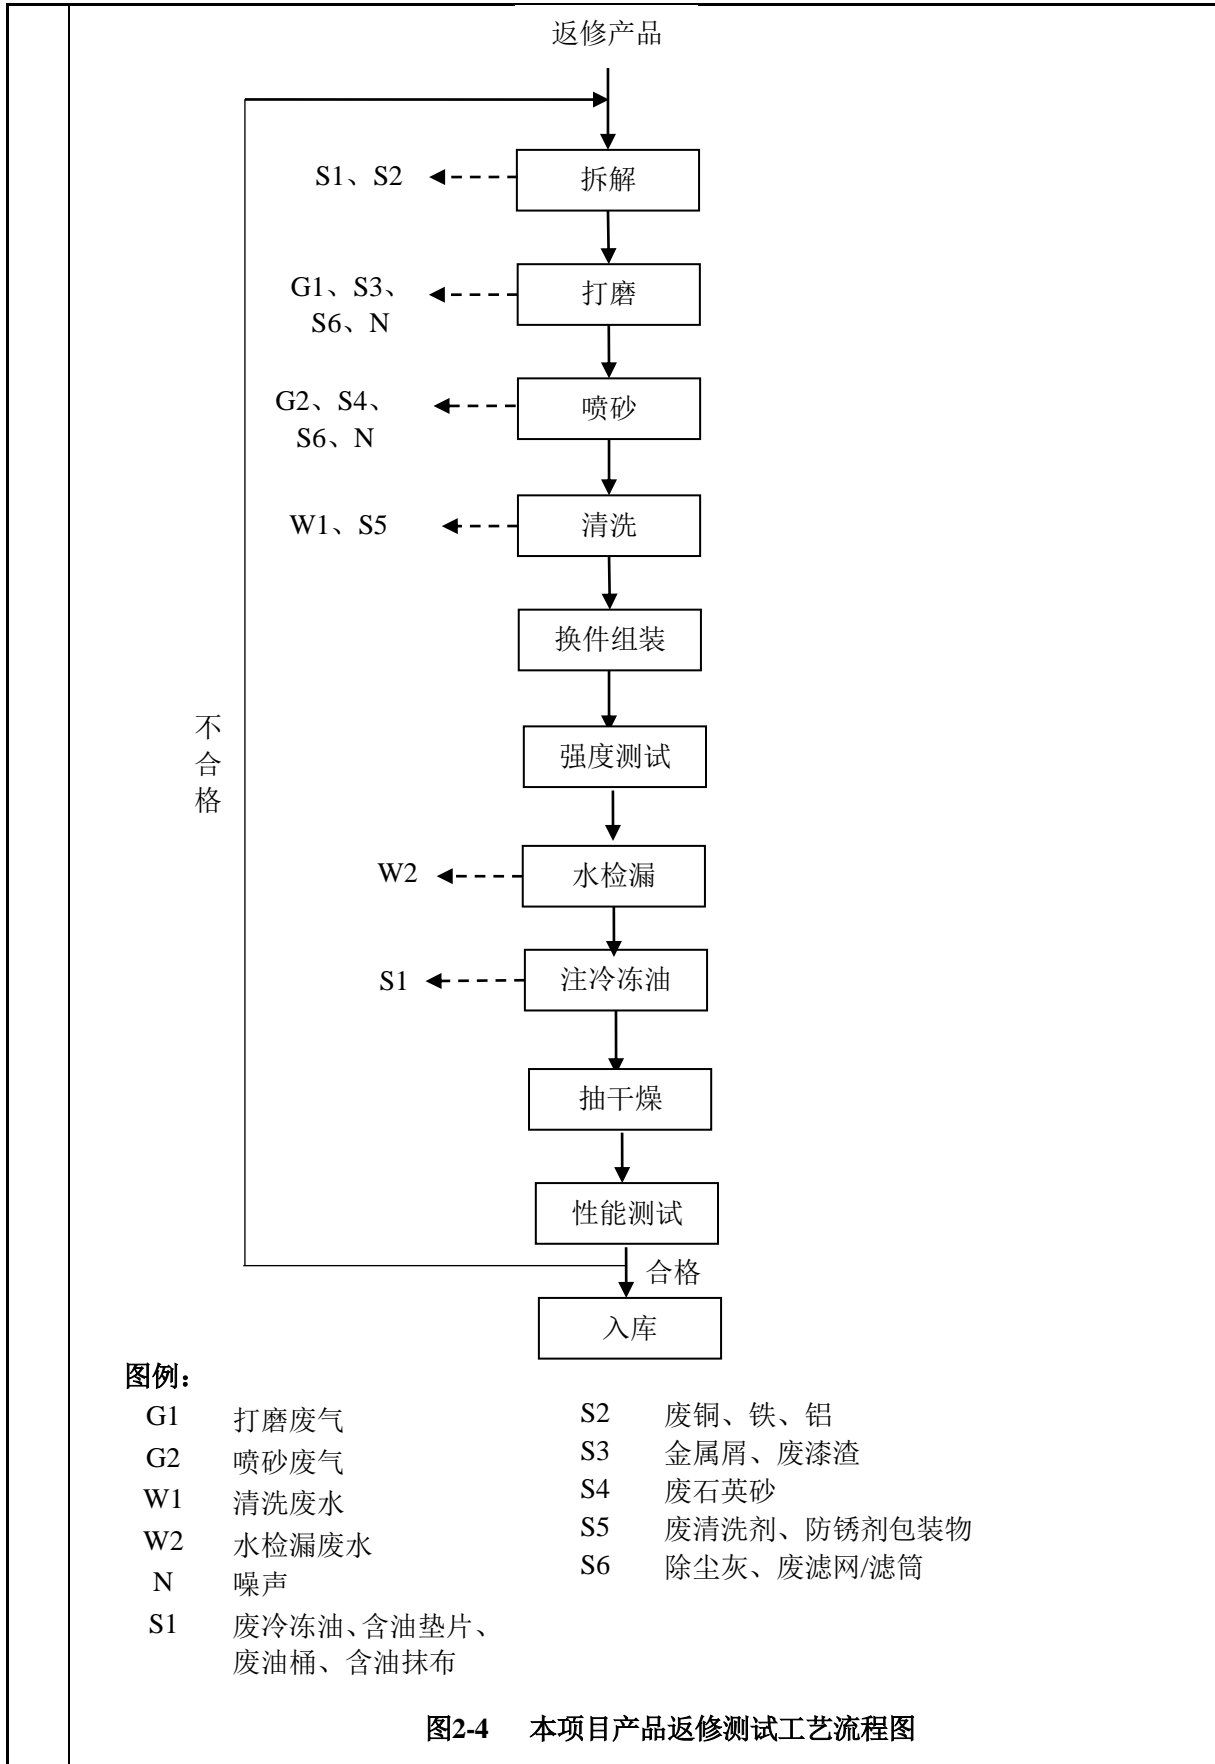 返修产品
S1、S2
拆解
G1、S3、
S6、N
打磨
G2、S4、
S6、N
喷砂
W1、S5
清洗
换件组装
不合格
强度测试
W2
水检漏
S1
注冷冻油
抽干燥
性能测试
合格
入库
图例：
G1 打磨废气
G2 喷砂废气
W1 清洗废水
W2 水检漏废水
N 噪声
S1 废冷冻油、含油垫片、
废油桶、含油抹布
S2 废铜、铁、铝
S3 金属屑、废漆渣
S4 废石英砂
S5 废清洗剂、防锈剂包装物
S6 除尘灰、废滤网/滤筒
图2-4 本项目产品返修测试工艺流程图